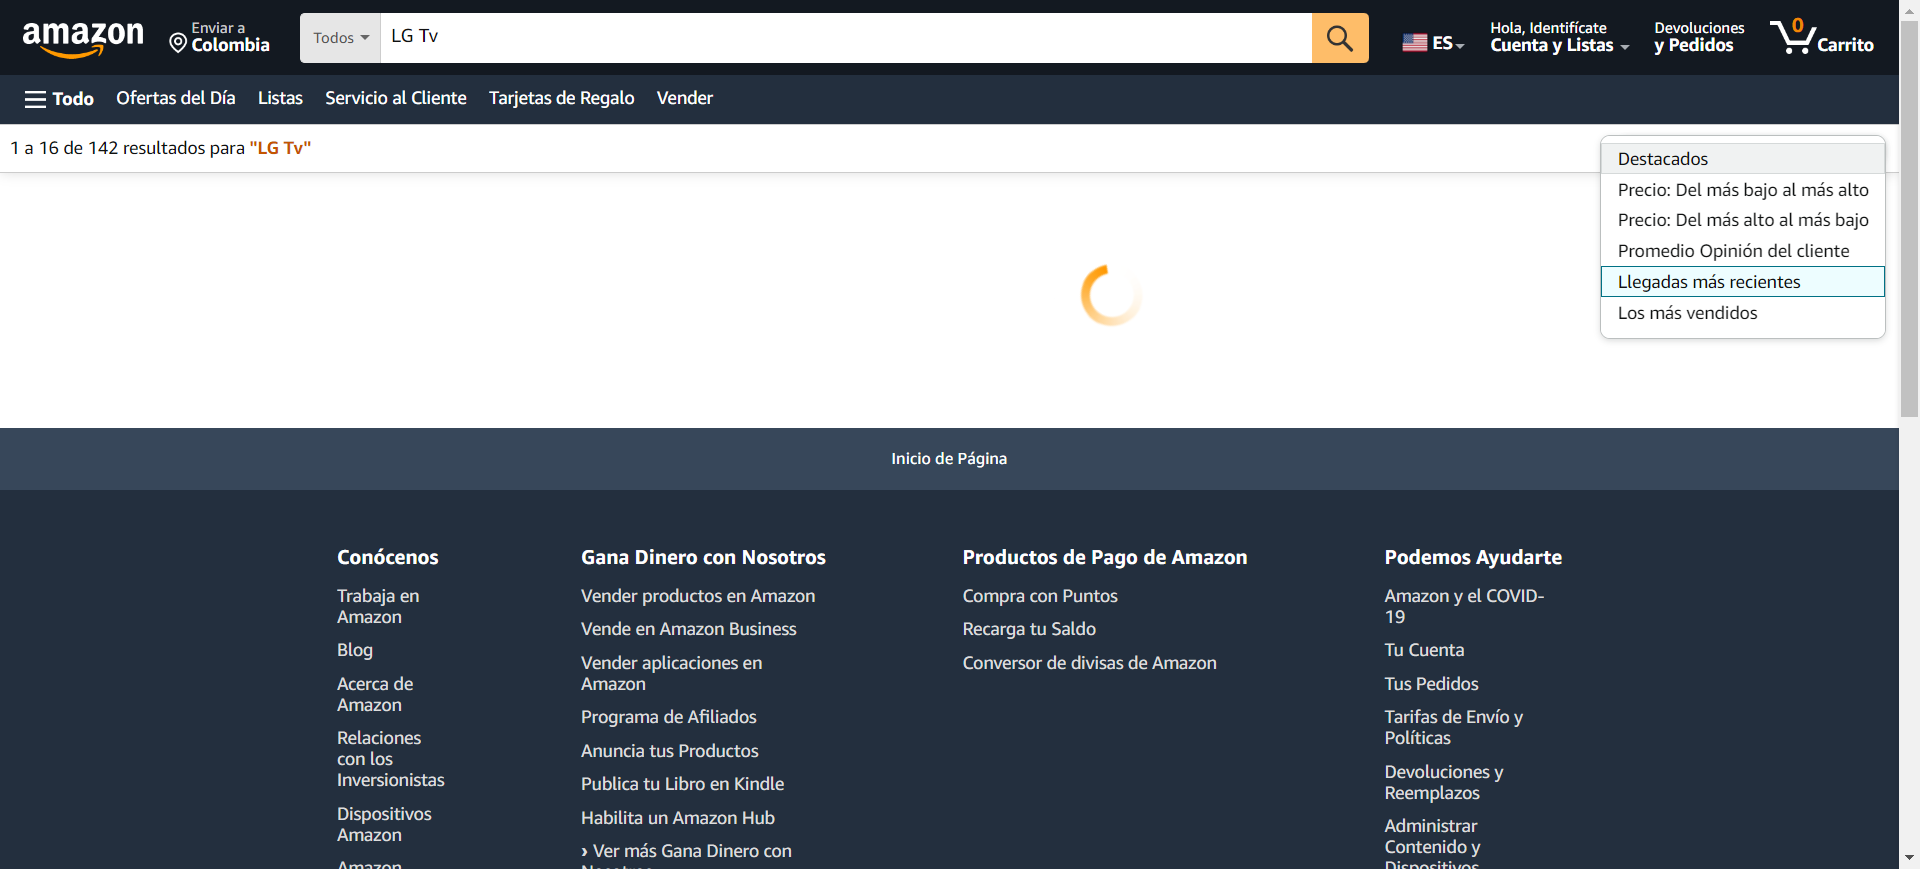 amazon
Enviar a
Colombia
Todos
LG Tv
ES
Hola, Identifícate
Cuenta y Listas
Devoluciones
y Pedidos
0
Carrito
Todo
Ofertas del Día
Listas
Servicio al Cliente
Tarjetas de Regalo
Vender
1 a 16 de 142 resultados para "LG Tv"
Destacados
Precio: Del más bajo al más alto
Precio: Del más alto al más bajo
Promedio Opinión del cliente
Llegadas más recientes
Los más vendidos
Inicio de Página
Conócenos
Trabaja en
Amazon
Blog
Acerca de
Amazon
Relaciones
con los
Inversionistas
Dispositivos
Amazon
Amazon
Gana Dinero con Nosotros
Vender productos en Amazon
Vende en Amazon Business
Vender aplicaciones en
Amazon
Programa de Afiliados
Anuncia tus Productos
Publica tu Libro en Kindle
Habilita un Amazon Hub
› Ver más Gana Dinero con
Nosotros
Productos de Pago de Amazon
Compra con Puntos
Recarga tu Saldo
Conversor de divisas de Amazon
Podemos Ayudarte
Amazon y el COVID-
19
Tu Cuenta
Tus Pedidos
Tarifas de Envío y
Políticas
Devoluciones y
Reemplazos
Administrar
Contenido y
Dispositivos